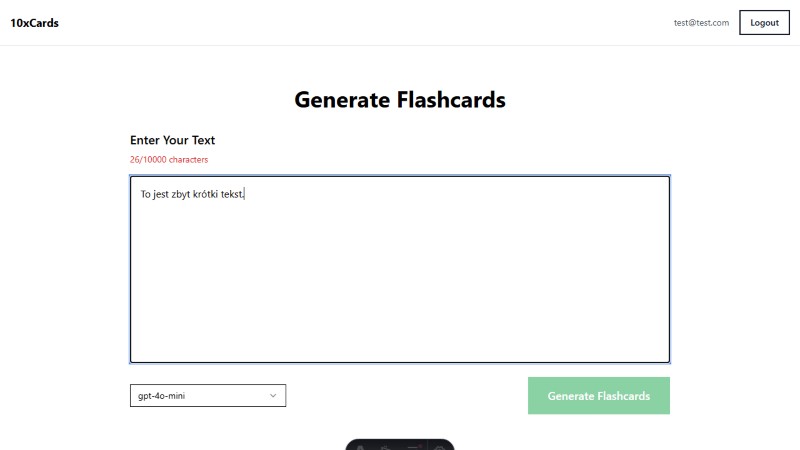 10xCards
test@test.com
Logout
Generate Flashcards
Enter Your Text
26/10000 characters
To jest zbyt krótki tekst.
gpt-4o-mini
Generate Flashcards